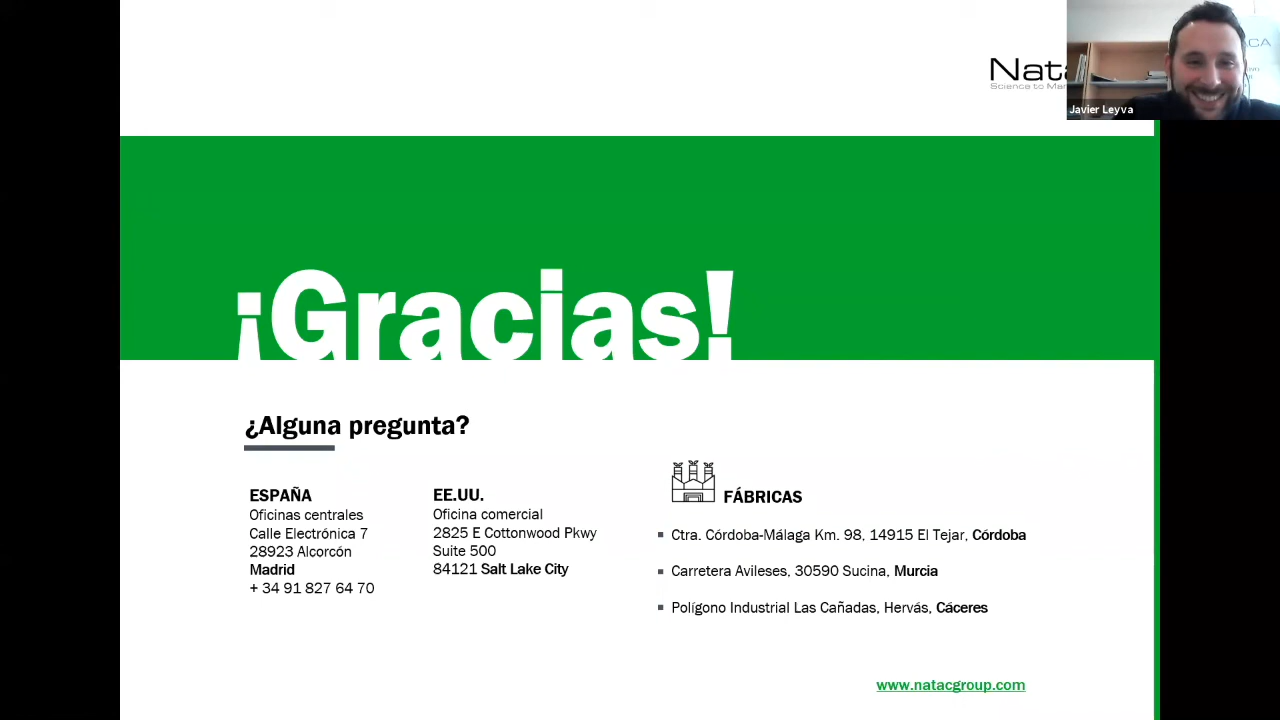 Nata
Science to Mar
Javier Leyva
¡Gracias!
¿Alguna pregunta?
ESPAÑA
Oficinas centrales
Calle Electrónica 7
28923 Alcorcón
Madrid
+ 34 91 827 64 70
EE.UU.
Oficina comercial
2825 E Cottonwood Pkwy
Suite 500
84121 Salt Lake City
FÁBRICAS
Ctra. Córdoba-Málaga Km. 98, 14915 El Tejar, Córdoba
Carretera Avileses, 30590 Sucina, Murcia
Polígono Industrial Las Cañadas, Hervás, Cáceres
www.natacgroup.com